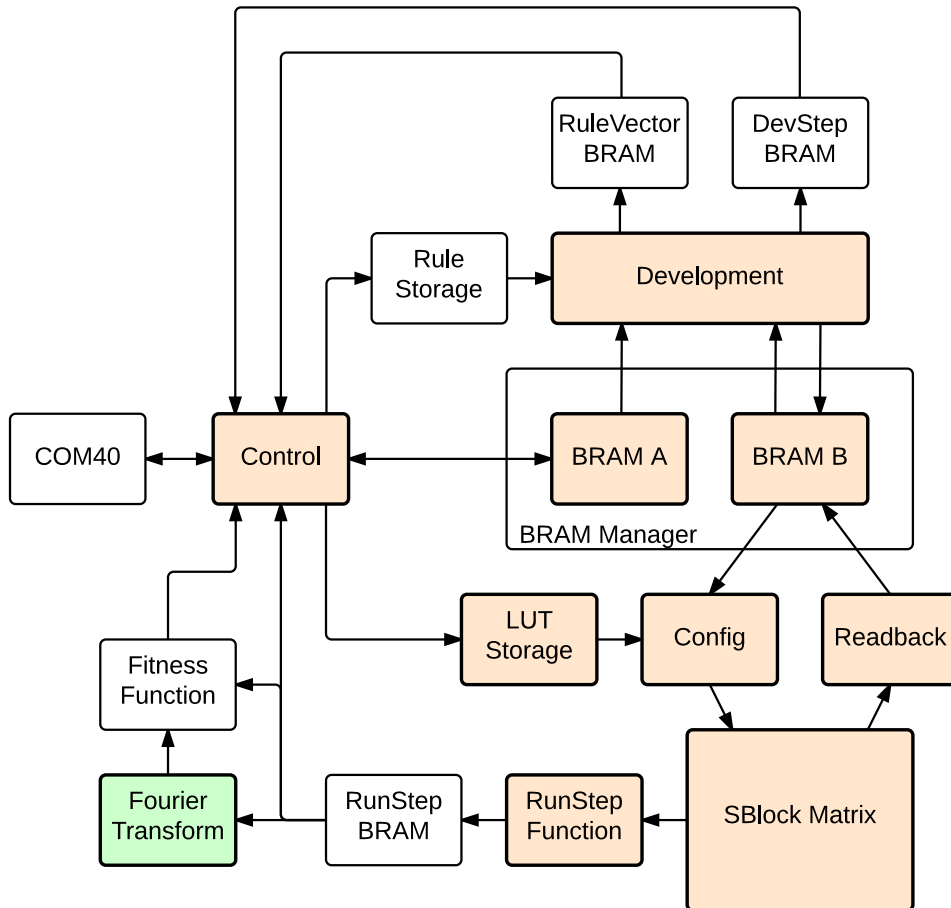 RuleVector
BRAM
DevStep
BRAM
Rule
Storage
Development
COM40
Control
BRAM A
BRAM B
BRAM Manager
LUT
Storage
Config
Readback
Fitness
Function
Fourier
Transform
RunStep
BRAM
RunStep
Function
SBlock Matrix